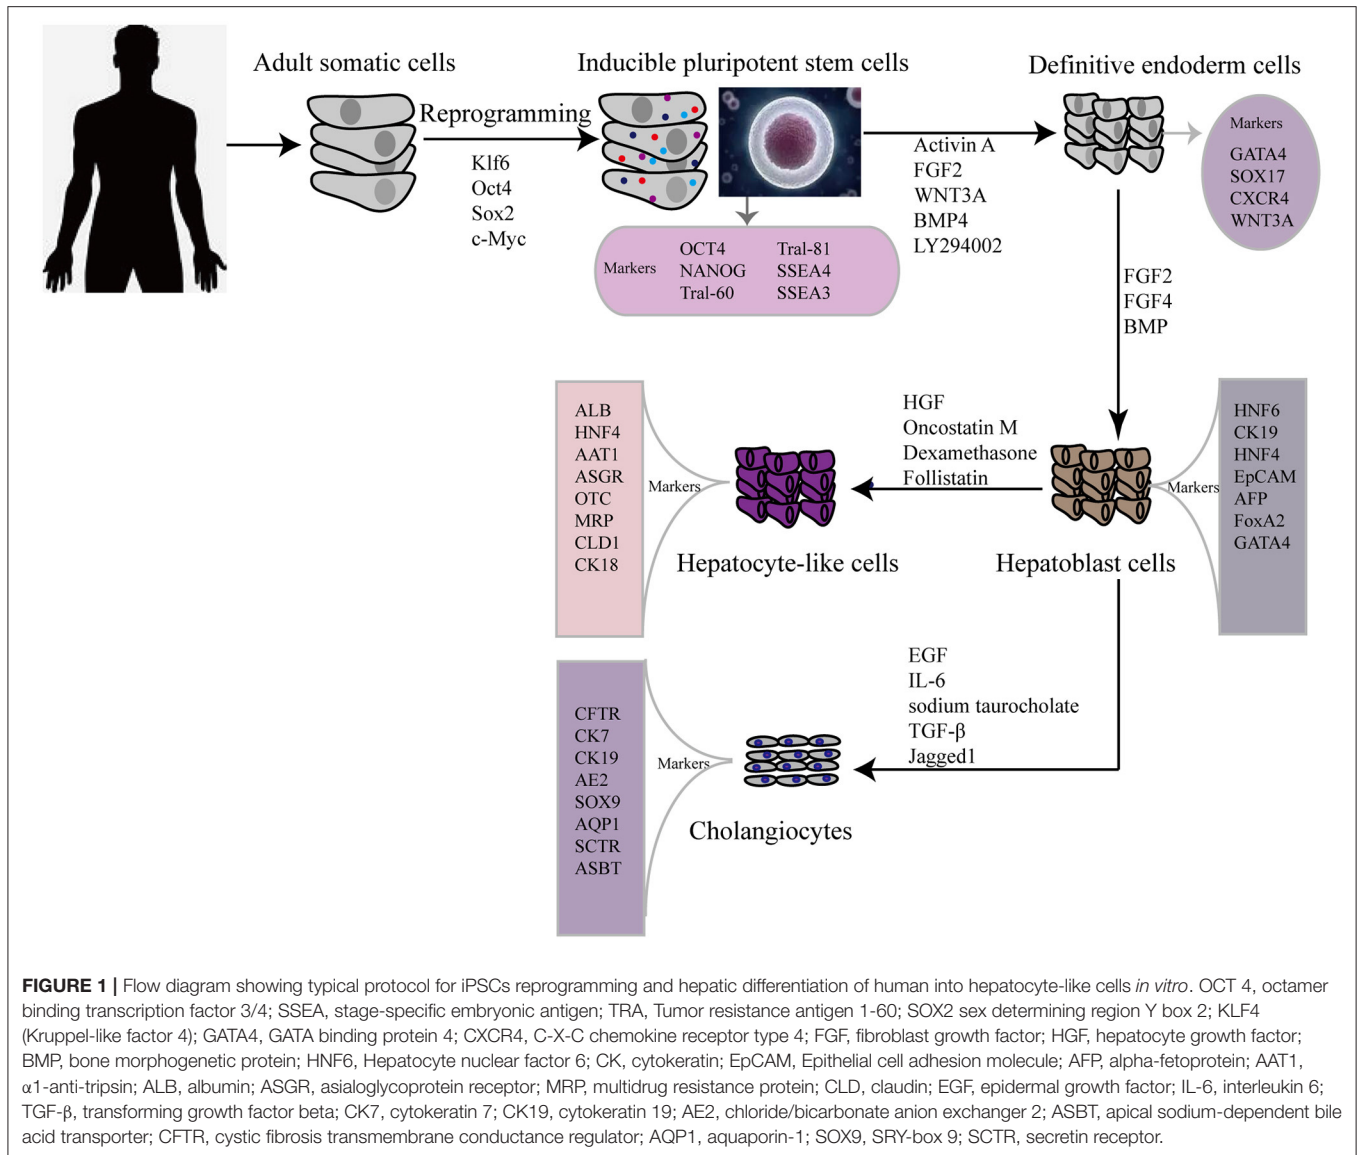 Adult somatic cells
Reprogramming
Klf6
Oct4
Sox2
c-Myc
Inducible pluripotent stem cells
Markers
OCT4
NANOG
Tral-60
Tral-81
SSEA4
SSEA3
Activin A
FGF2
WNT3A
BMP4
LY294002
Definitive endoderm cells
Markers
GATA4
SOX17
CXCR4
WNT3A
FGF2
FGF4
BMP
HNF6
CK19
HNF4
EpCAM
AFP
FoxA2
GATA4
Markers
Hepatoblast cells
HGF
Oncostatin M
Dexamethasone
Follistatin
Hepatocyte-like cells
Markers
ALB
HNF4
AAT1
ASGR
OTC
MRP
CLD1
CK18
EGF
IL-6
sodium taurocholate
TGF-β
Jagged1
Cholangiocytes
Markers
CFTR
CK7
CK19
AE2
SOX9
AQP1
SCTR
ASBT
FIGURE 1 | Flow diagram showing typical protocol for iPSCs reprogramming and hepatic differentiation of human into hepatocyte-like cells in vitro. OCT 4, octamer
binding transcription factor 3/4; SSEA, stage-specific embryonic antigen; TRA, Tumor resistance antigen 1-60; SOX2 sex determining region Y box 2; KLF4
(Kruppel-like factor 4); GATA4, GATA binding protein 4; CXCR4, C-X-C chemokine receptor type 4; FGF, fibroblast growth factor; HGF, hepatocyte growth factor;
BMP, bone morphogenetic protein; HNF6, Hepatocyte nuclear factor 6; CK, cytokeratin; EpCAM, Epithelial cell adhesion molecule; AFP, alpha-fetoprotein; AAT1,
α1-anti-tripsin; ALB, albumin; ASGR, asialoglycoprotein receptor; MRP, multidrug resistance protein; CLD, claudin; EGF, epidermal growth factor; IL-6, interleukin 6;
TGF-β, transforming growth factor beta; CK7, cytokeratin 7; CK19, cytokeratin 19; AE2, chloride/bicarbonate anion exchanger 2; ASBT, apical sodium-dependent bile
acid transporter; CFTR, cystic fibrosis transmembrane conductance regulator; AQP1, aquaporin-1; SOX9, SRY-box 9; SCTR, secretin receptor.